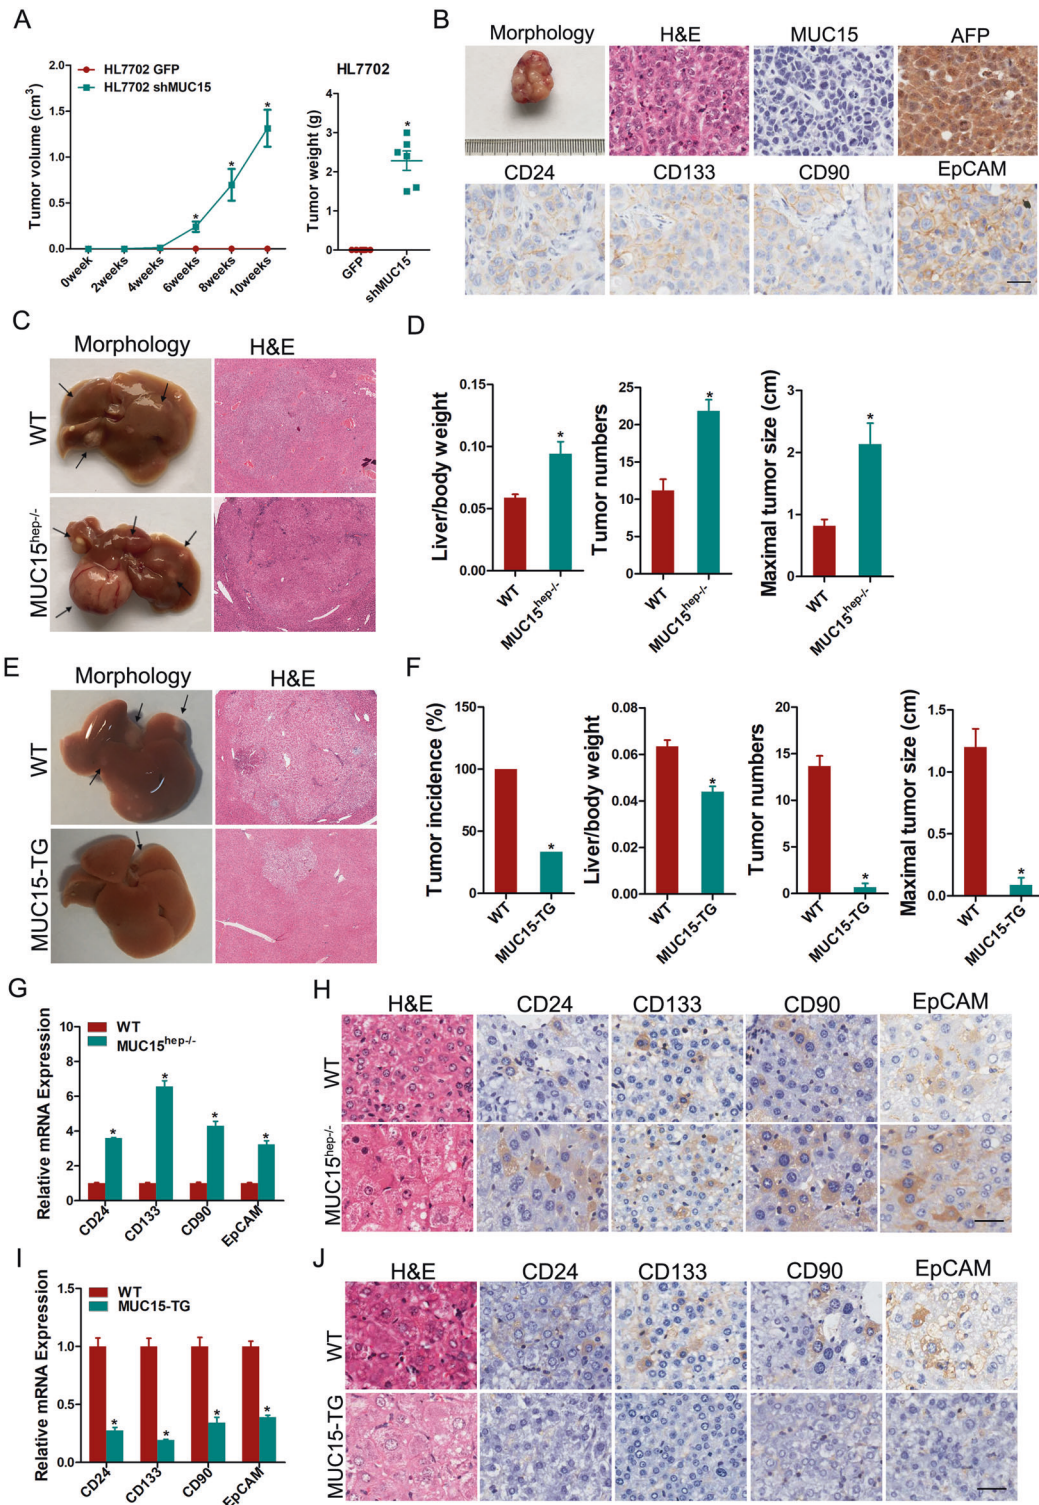 A
HL7702 GFP
HL7702 shMUC15
Tumor volume (cm³)
2.0
1.5
1.0
0.5
0.0
0week
2weeks
4weeks
6weeks
8weeks
10weeks
*
*
*
HL7702
Tumor weight (g)
4
3
2
1
0
*
GFP
shMUC15
B
Morphology
H&E
MUC15
AFP
CD24
CD133
CD90
EpCAM
C
Morphology
H&E
WT
MUC15hep-/-
D
Liver/body weight
0.15
0.10
0.05
0.00
*
WT
MUC15hep-/-
Tumor numbers
25
20
15
10
5
0
*
WT
MUC15hep-/-
Maximal tumor size (cm)
3
2
1
0
*
WT
MUC15hep-/-
E
Morphology
H&E
WT
MUC15-TG
F
Tumor incidence (%)
150
100
50
0
*
WT
MUC15-TG
Liver/body weight
0.08
0.06
0.04
0.02
0.00
*
WT
MUC15-TG
Tumor numbers
20
15
10
5
0
*
WT
MUC15-TG
Maximal tumor size (cm)
1.5
1.0
0.5
0.0
*
WT
MUC15-TG
G
Relative mRNA Expression
10
8
6
4
2
0
WT
MUC15hep-/-
*
*
*
*
CD24
CD133
CD90
EpCAM
H
H&E
CD24
CD133
CD90
EpCAM
WT
MUC15hep-/-
I
Relative mRNA Expression
1.5
1.0
0.5
0.0
WT
MUC15-TG
*
*
*
*
CD24
CD133
CD90
EpCAM
J
H&E
CD24
CD133
CD90
EpCAM
WT
MUC15-TG